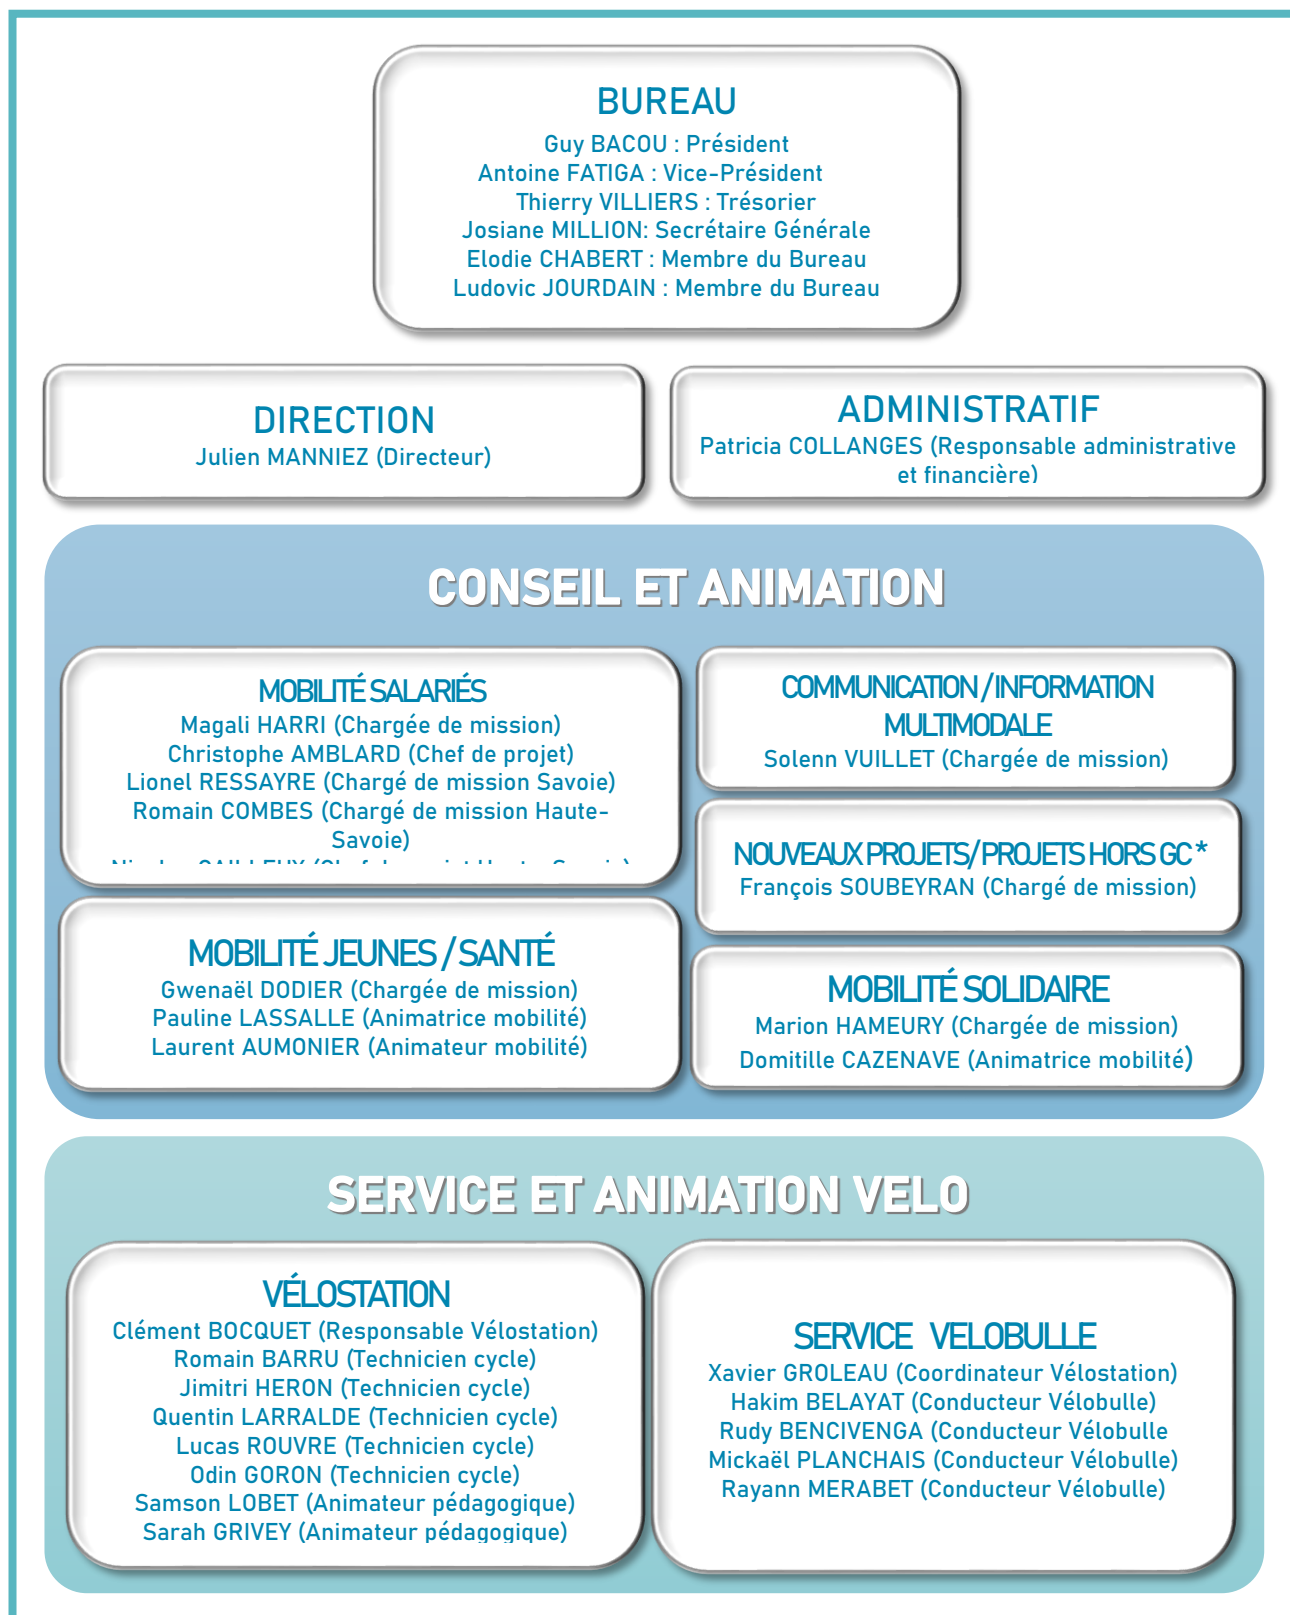 BUREAU
Guy BACOU : Président
Antoine FATIGA : Vice-Président
Thierry VILLIERS : Trésorier
Josiane MILLION: Secrétaire Générale
Elodie CHABERT : Membre du Bureau
Ludovic JOURDAIN : Membre du Bureau
DIRECTION
Julien MANNIEZ (Directeur)
ADMINISTRATIF
Patricia COLLANGES (Responsable administrative
et financière)
CONSEIL ET ANIMATION
MOBILITÉ SALARIÉS
Magali HARRI (Chargée de mission)
Christophe AMBLARD (Chef de projet)
Lionel RESSAYRE (Chargé de mission Savoie)
Romain COMBES (Chargé de mission Haute-
Savoie)
MOBILITÉ JEUNES / SANTÉ
Gwenaël DODIER (Chargée de mission)
Pauline LASSALLE (Animatrice mobilité)
Laurent AUMONIER (Animateur mobilité)
COMMUNICATION / INFORMATION
MULTIMODALE
Solenn VUILLET (Chargée de mission)
NOUVEAUX PROJETS/ PROJETS HORS GC *
François SOUBEYRAN (Chargé de mission)
MOBILITÉ SOLIDAIRE
Marion HAMEURY (Chargée de mission)
Domitille CAZENAVE (Animatrice mobilité)
SERVICE ET ANIMATION VELO
VÉLOSTATION
Clément BOCQUET (Responsable Vélostation)
Romain BARRU (Technicien cycle)
Jimitri HERON (Technicien cycle)
Quentin LARRALDE (Technicien cycle)
Lucas ROUVRE (Technicien cycle)
Odin GORON (Technicien cycle)
Samson LOBET (Animateur pédagogique)
Sarah GRIVEY (Animateur pédagogique)
SERVICE VELOBULLE
Xavier GROLEAU (Coordinateur Vélostation)
Hakim BELAYAT (Conducteur Vélobulle)
Rudy BENCIVENGA (Conducteur Vélobulle
Mickaël PLANCHAIS (Conducteur Vélobulle)
Rayann MERABET (Conducteur Vélobulle)